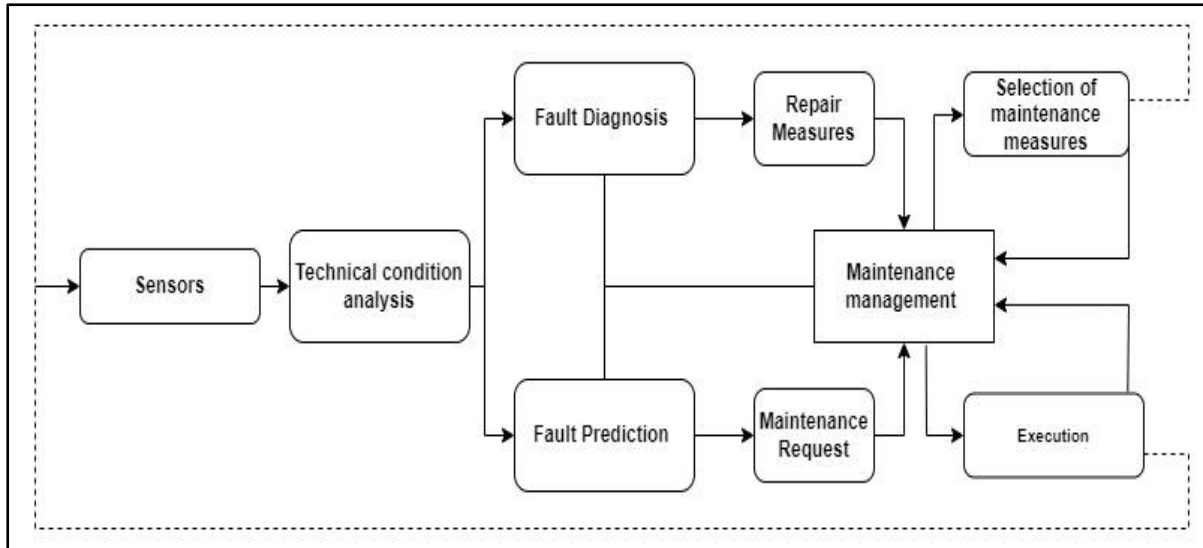 Fault Diagnosis
Repair
Measures
Selection of
maintenance
measures
Sensors
Technical condition
analysis
Maintenance
management
Fault Prediction
Maintenance
Request
Execution